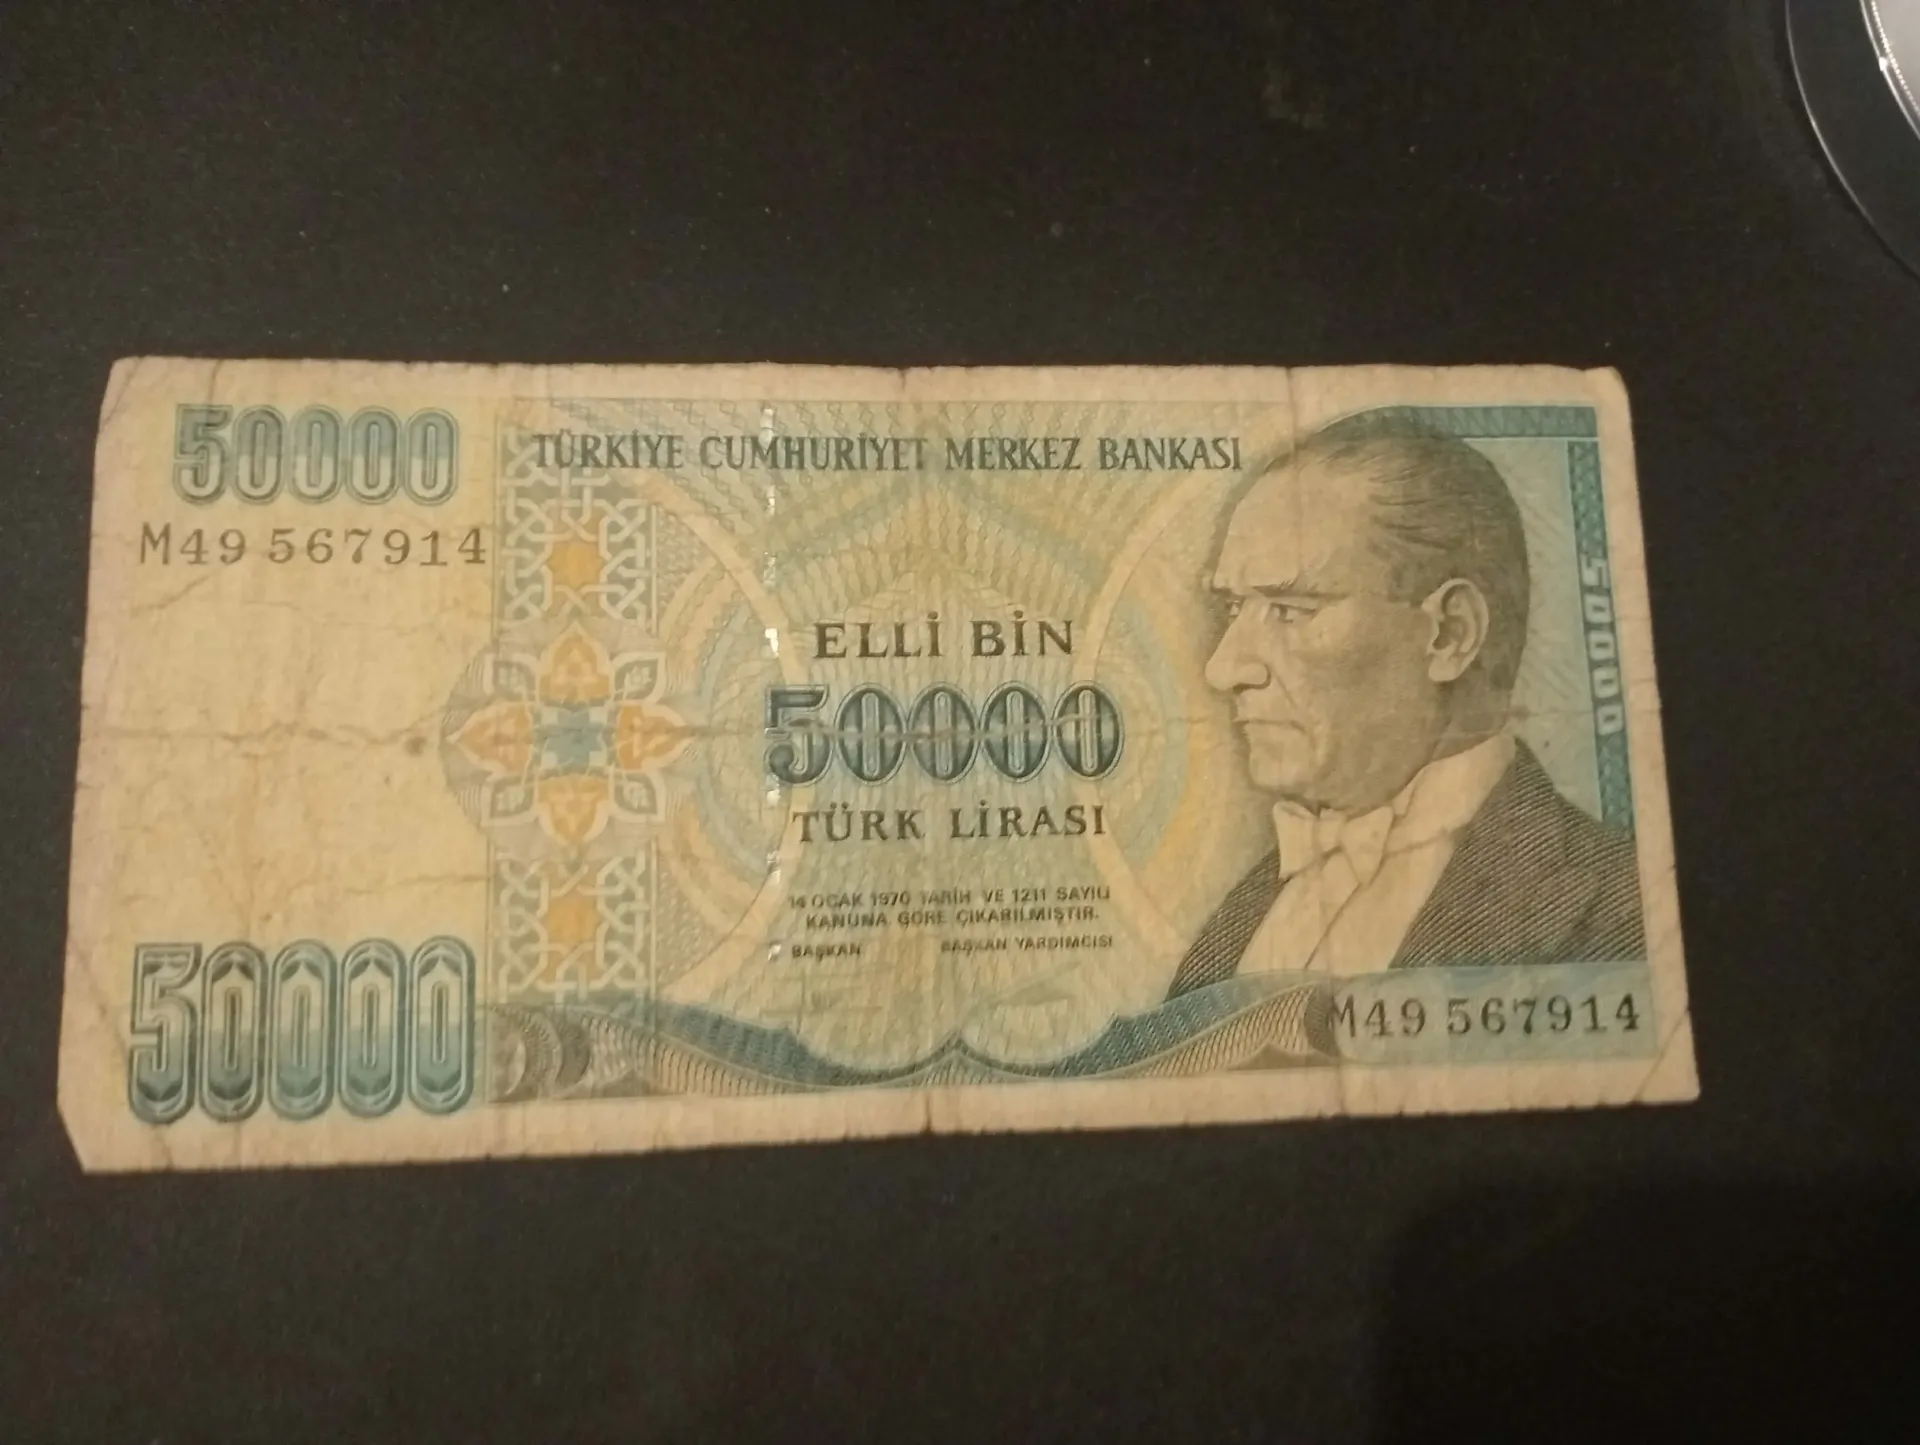 50000
TÜRKİYE CUMHURİYET MERKEZ BANKASI
M49 567914
ELLİ BİN
50000
TÜRK LİRASI
50000
14 OCAK 1970 TARİH VE 1211 SAYILI
KANUNA GÖRE ÇIKARILMIŞTIR.
BAŞKAN BAŞKAN YARDIMCISI
50000
M49 567914